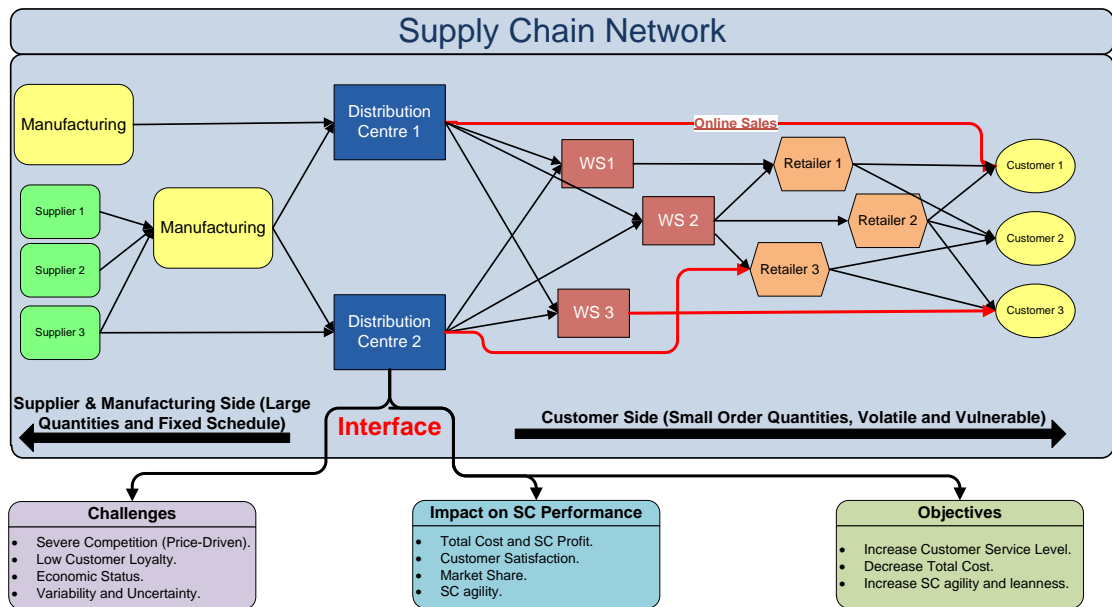 Supply Chain Network
Manufacturing
Distribution
Centre 1
Online Sales
WS1
Retailer 1
Customer 1
Supplier 1
Manufacturing
WS 2
Retailer 2
Customer 2
Supplier 2
Retailer 3
Supplier 3
Distribution
Centre 2
WS 3
Customer 3
Supplier & Manufacturing Side (Large
Quantities and Fixed Schedule)
Interface
Customer Side (Small Order Quantities, Volatile and Vulnerable)
Challenges
• Severe Competition (Price-Driven).
• Low Customer Loyalty.
• Economic Status.
• Variability and Uncertainty.
Impact on SC Performance
• Total Cost and SC Profit.
• Customer Satisfaction.
• Market Share.
• SC agility.
Objectives
• Increase Customer Service Level.
• Decrease Total Cost.
• Increase SC agility and leanness.